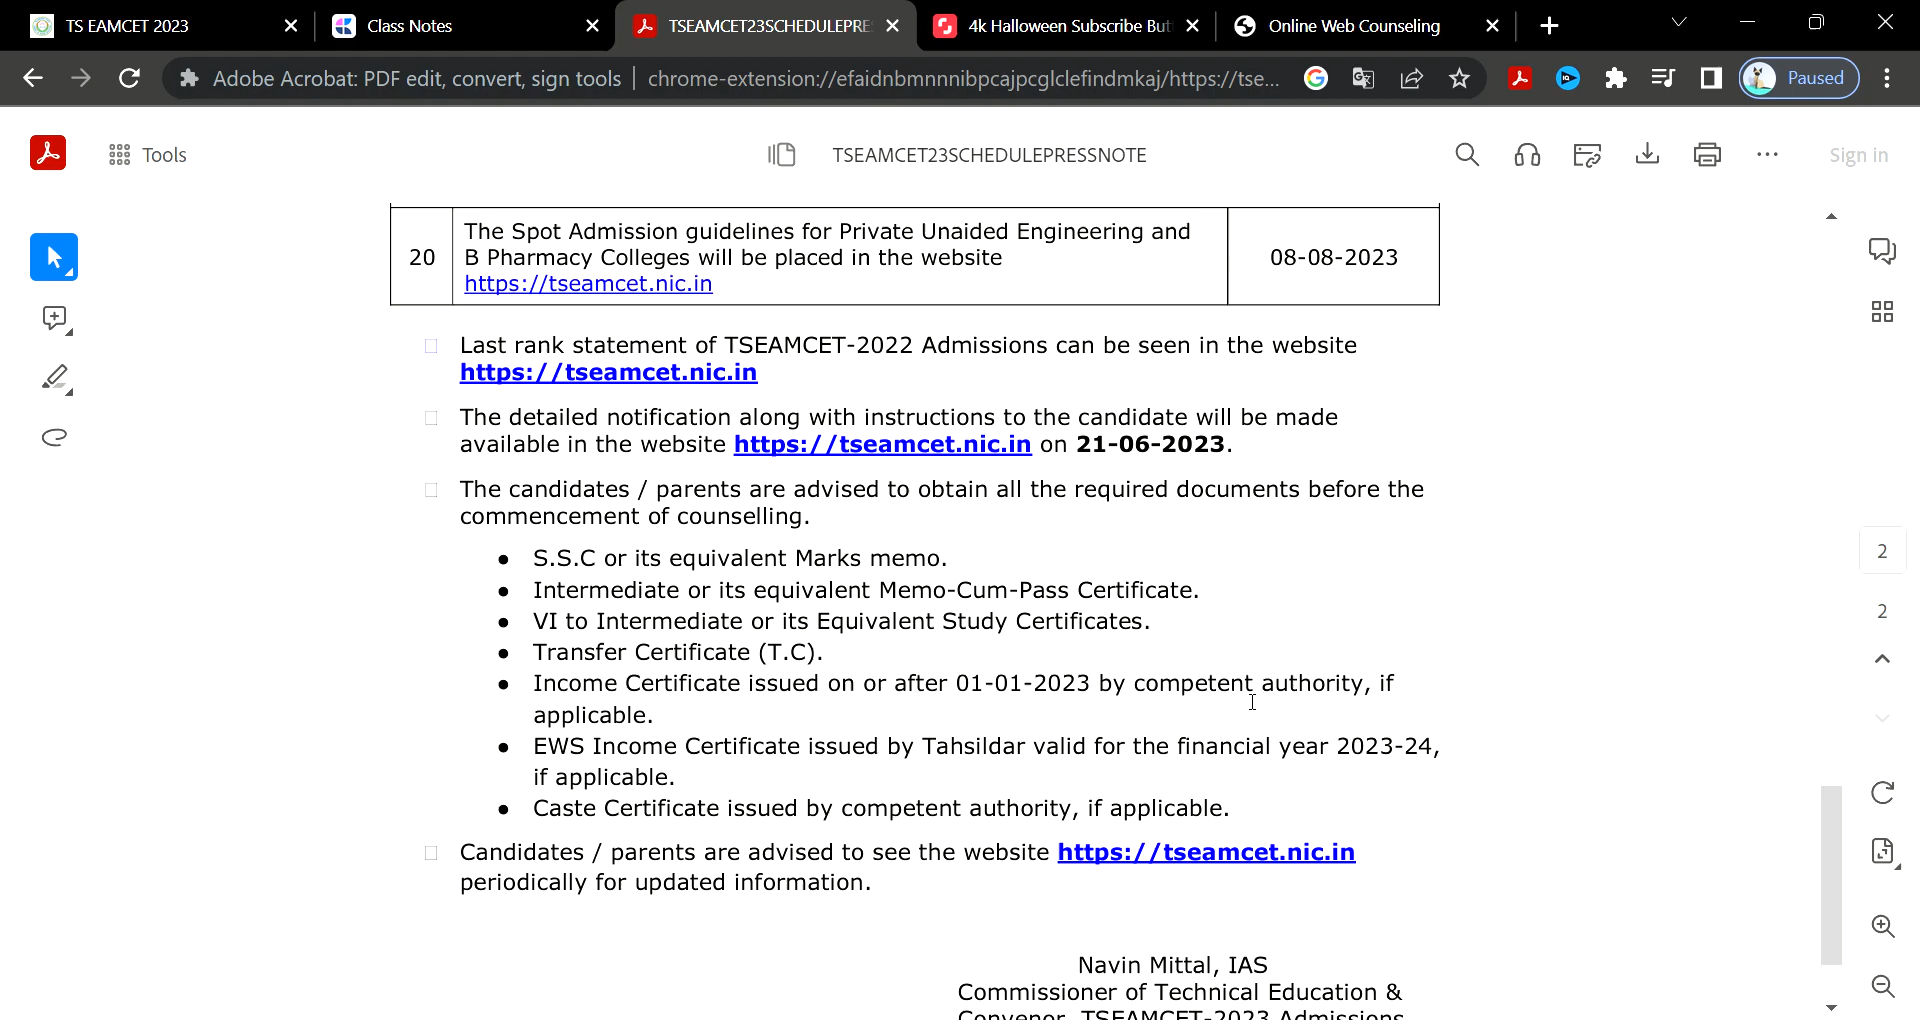 TS EAMCET 2023
Class Notes
TSEAMCET23SCHEDULEPRE
4k Halloween Subscribe But
Online Web Counseling
Adobe Acrobat: PDF edit, convert, sign tools
chrome-extension://efaidnbmnnnibpcajpcglclefindmkaj/https://tse...
Paused
Tools
TSEAMCET23SCHEDULEPRESSNOTE
Sign in
20
The Spot Admission guidelines for Private Unaided Engineering and
B Pharmacy Colleges will be placed in the website
https://tseamcet.nic.in
08-08-2023
Last rank statement of TSEAMCET-2022 Admissions can be seen in the website
https://tseamcet.nic.in
The detailed notification along with instructions to the candidate will be made
available in the website https://tseamcet.nic.in on 21-06-2023.
The candidates / parents are advised to obtain all the required documents before the
commencement of counselling.
● S.S.C or its equivalent Marks memo.
● Intermediate or its equivalent Memo-Cum-Pass Certificate.
● VI to Intermediate or its Equivalent Study Certificates.
● Transfer Certificate (T.C).
● Income Certificate issued on or after 01-01-2023 by competent authority, if
applicable.
● EWS Income Certificate issued by Tahsildar valid for the financial year 2023-24,
if applicable.
● Caste Certificate issued by competent authority, if applicable.
Candidates / parents are advised to see the website https://tseamcet.nic.in
periodically for updated information.
Navin Mittal, IAS
Commissioner of Technical Education &
Convenor, TSEAMCET-2023 Admissions
2
2